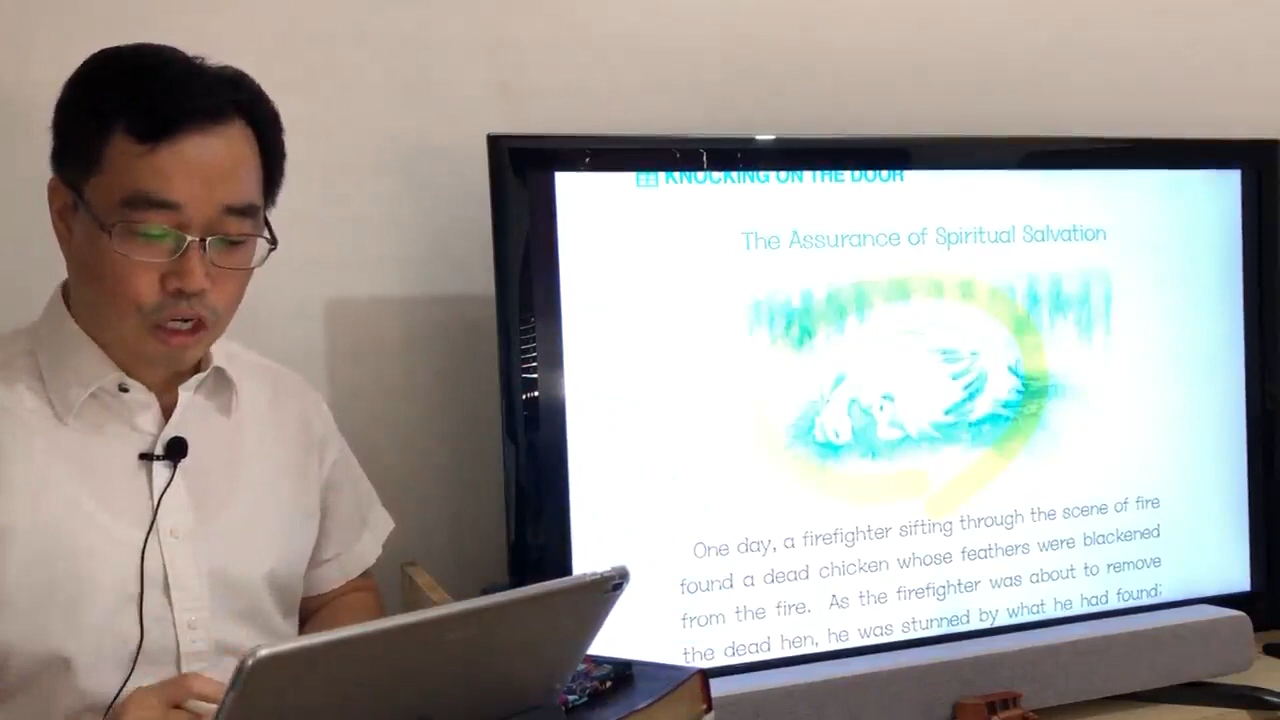 KNOCKING ON THE DOOR
The Assurance of Spiritual Salvation
One day, a firefighter sifting through the scene of fire
found a dead chicken whose feathers were blackened
from the fire. As the firefighter was about to remove
the dead hen, he was stunned by what he had found;